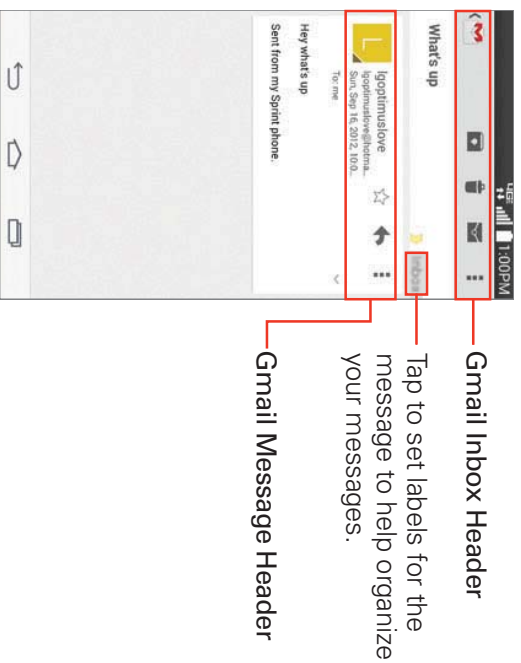 4GE 1:00PM
What's up
Inbox
L
lgoptimuslove
lgoptimuslove@hotma..
Sun, Sep 16, 2012, 10:0..
To: me
Hey what's up
Sent from my Sprint phone.
Gmail Inbox Header
Tap to set labels for the
message to help organize
your messages.
Gmail Message Header